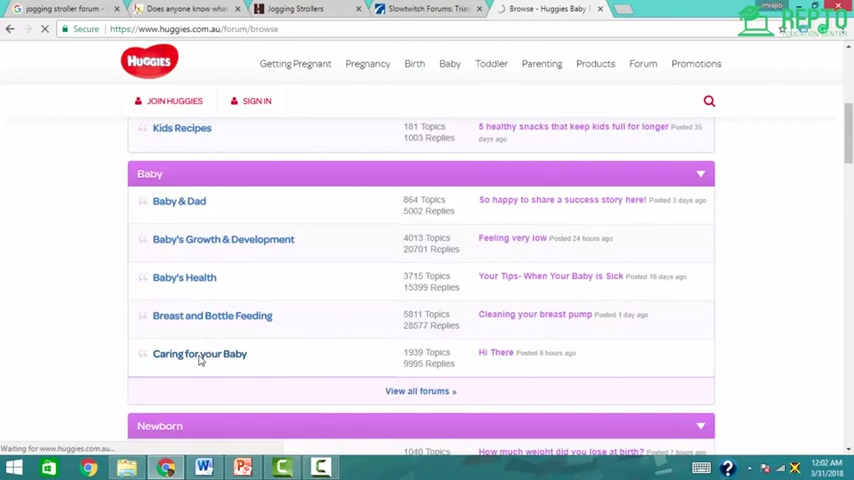 jogging stroller forum -
Does anyone know what
Jogging Strollers
Slowtwitch Forums: Tria
Browse - Huggies Baby F
REPTO
EDUCATION CENTER
Secure
https://www.huggies.com.au/forum/browse
HUGGIES
Getting Pregnant
Pregnancy
Birth
Baby
Toddler
Parenting
Products
Forum
Promotions
JOIN HUGGIES
SIGN IN
Kids Recipes
181 Topics
1003 Replies
5 healthy snacks that keep kids full for longer Posted 35
days ago
Baby
Baby & Dad
864 Topics
5002 Replies
So happy to share a success story here! Posted 3 days ago
Baby's Growth & Development
4013 Topics
20701 Replies
Feeling very low Posted 24 hours ago
Baby's Health
3715 Topics
15399 Replies
Your Tips- When Your Baby is Sick Posted 16 days ago
Breast and Bottle Feeding
5811 Topics
28577 Replies
Cleaning your breast pump Posted 1 day ago
Caring for your Baby
1939 Topics
9995 Replies
Hi There Posted 6 hours ago
View all forums »
Newborn
1040 Topics
How much weight did you lose at birth? Posted 7 hours
Waiting for www.huggies.com.au...
12:02 AM
3/31/2018